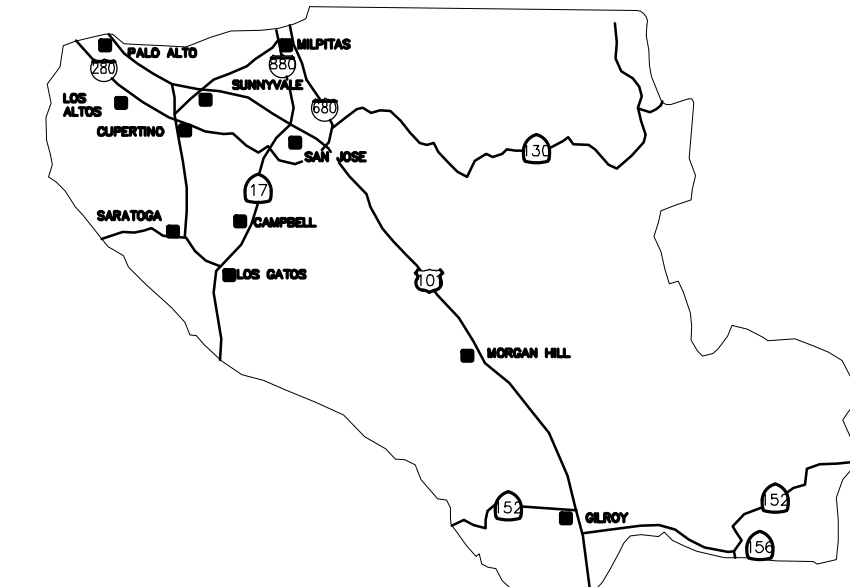 PALO ALTO
MILPITAS
280
880
SUNNYVALE
LOS
ALTOS
680
CUPERTINO
130
SAN JOSE
17
SARATOGA
CAMPBELL
LOS GATOS
101
MORGAN HILL
152
152
GILROY
156